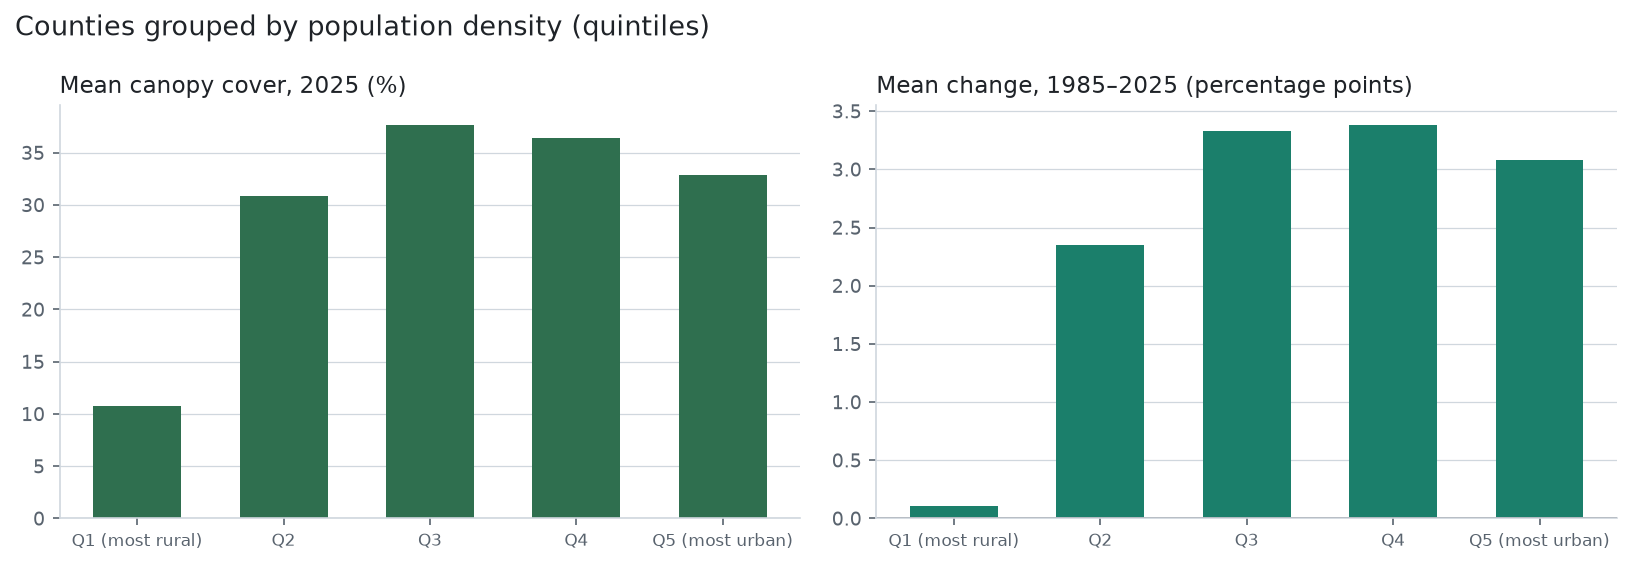 Counties grouped by population density (quintiles)
Mean canopy cover, 2025 (%)
35
30
25
20
15
10
5
0
Q1 (most rural)
Q2
Q3
Q4
Q5 (most urban)
Mean change, 1985–2025 (percentage points)
3.5
3.0
2.5
2.0
1.5
1.0
0.5
0.0
Q1 (most rural)
Q2
Q3
Q4
Q5 (most urban)